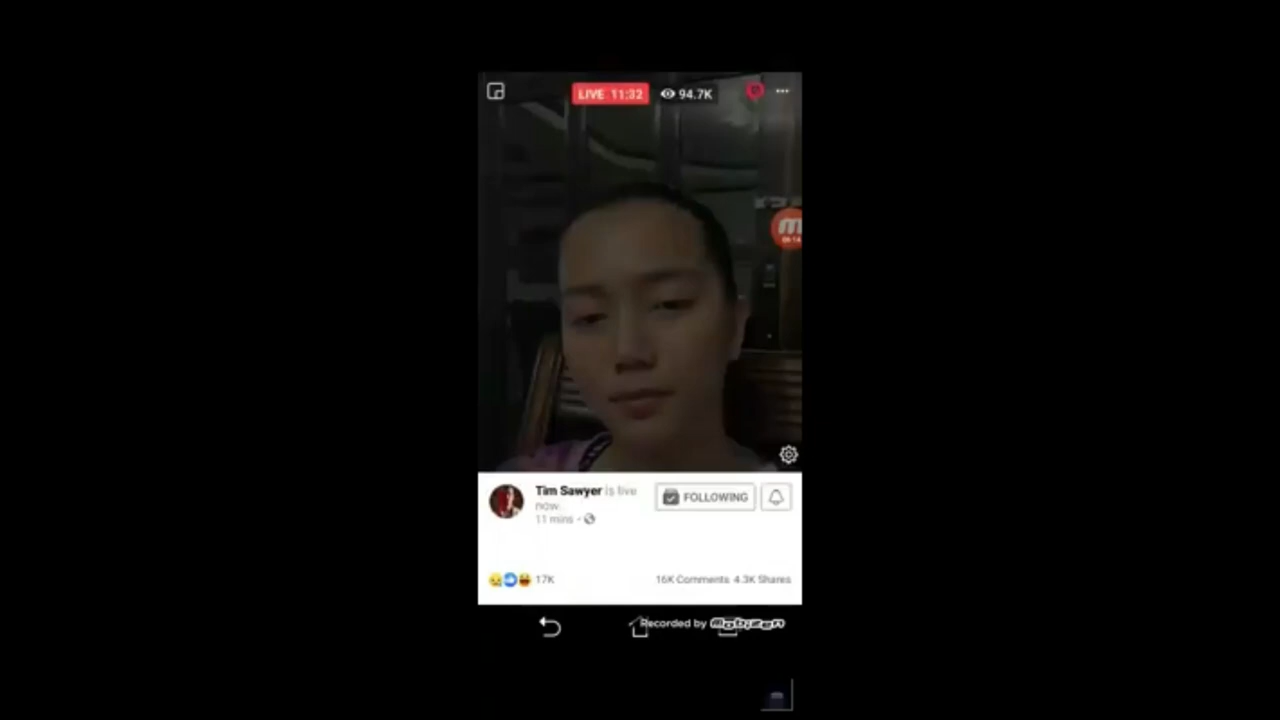 LIVE 11:32 94.7K
Tim Sawyer is live
now.
FOLLOWING
11 mins
17K 16K Comments 4.3K Shares
Recorded by Mobizen